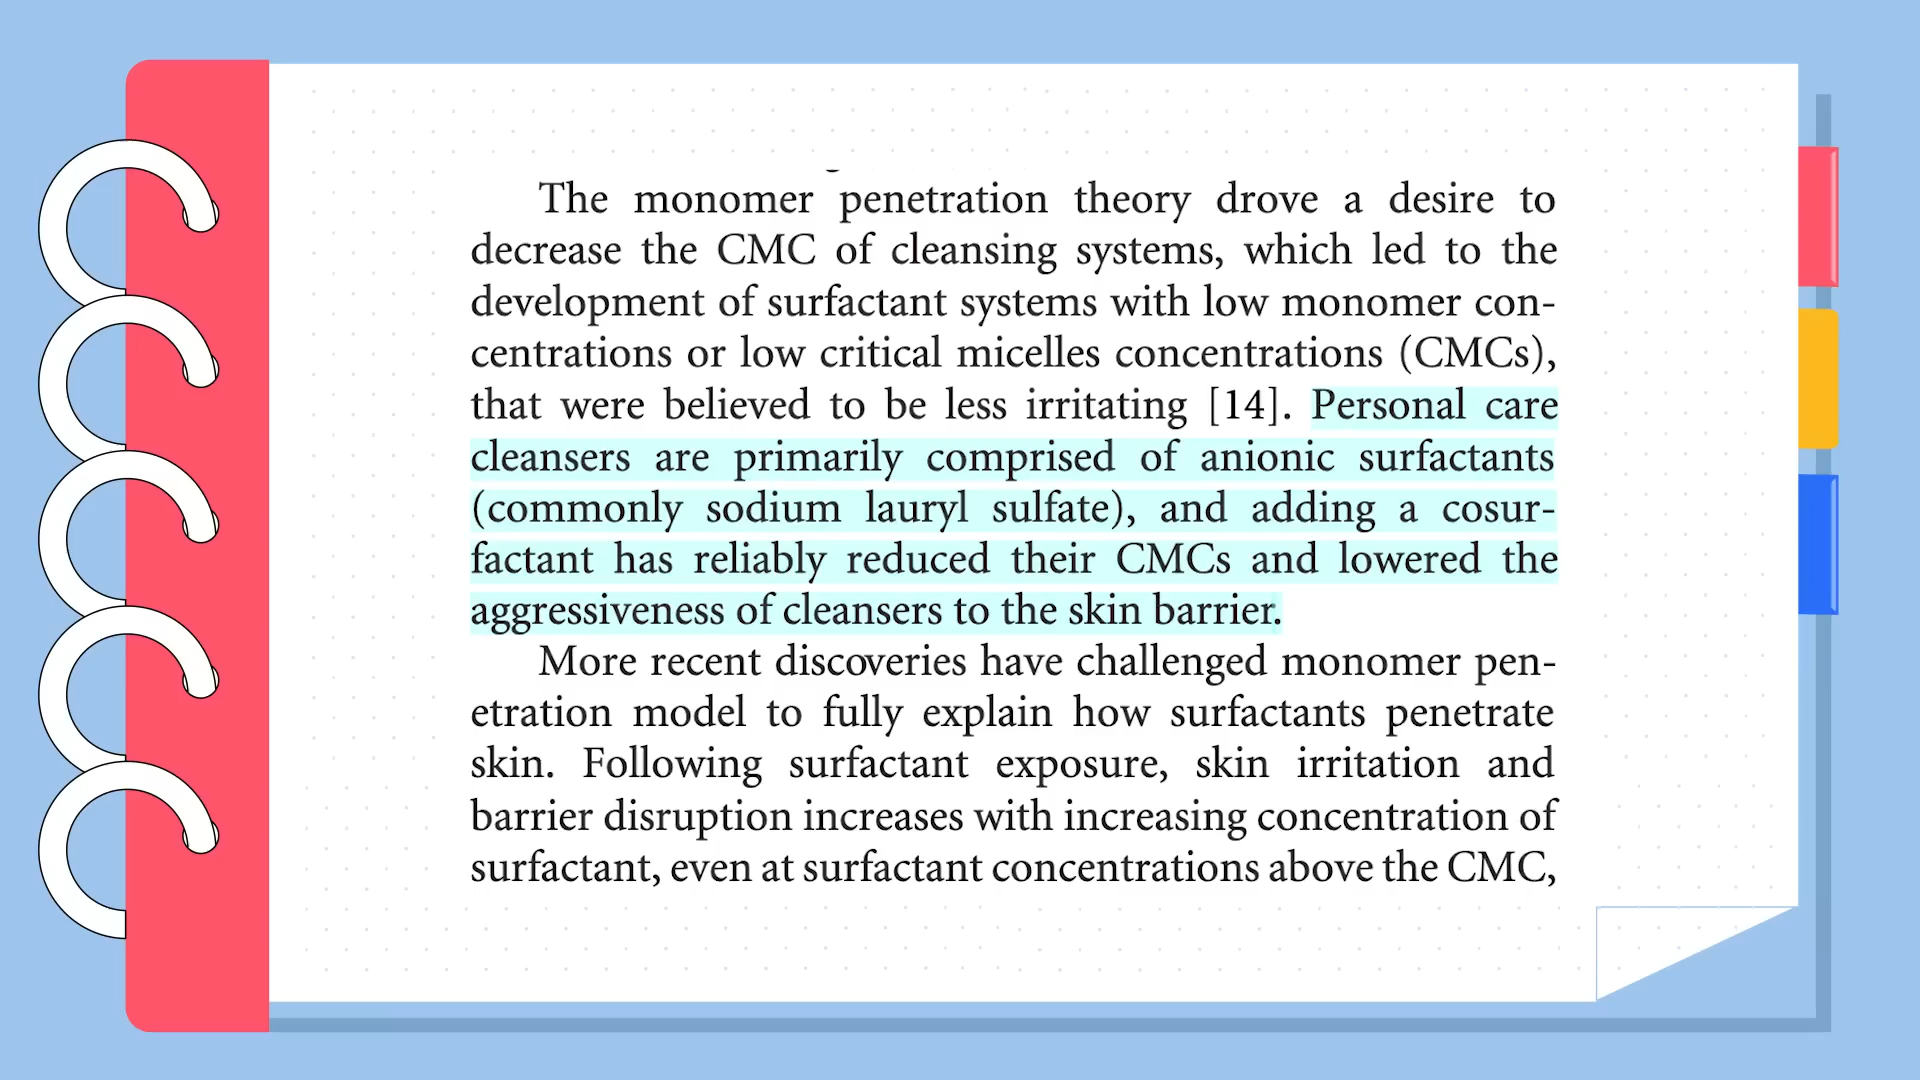 The monomer penetration theory drove a desire to
decrease the CMC of cleansing systems, which led to the
development of surfactant systems with low monomer con-
centrations or low critical micelles concentrations (CMCs),
that were believed to be less irritating [14]. Personal care
cleansers are primarily comprised of anionic surfactants
(commonly sodium lauryl sulfate), and adding a cosur-
factant has reliably reduced their CMCs and lowered the
aggressiveness of cleansers to the skin barrier.
More recent discoveries have challenged monomer pen-
etration model to fully explain how surfactants penetrate
skin. Following surfactant exposure, skin irritation and
barrier disruption increases with increasing concentration of
surfactant, even at surfactant concentrations above the CMC,